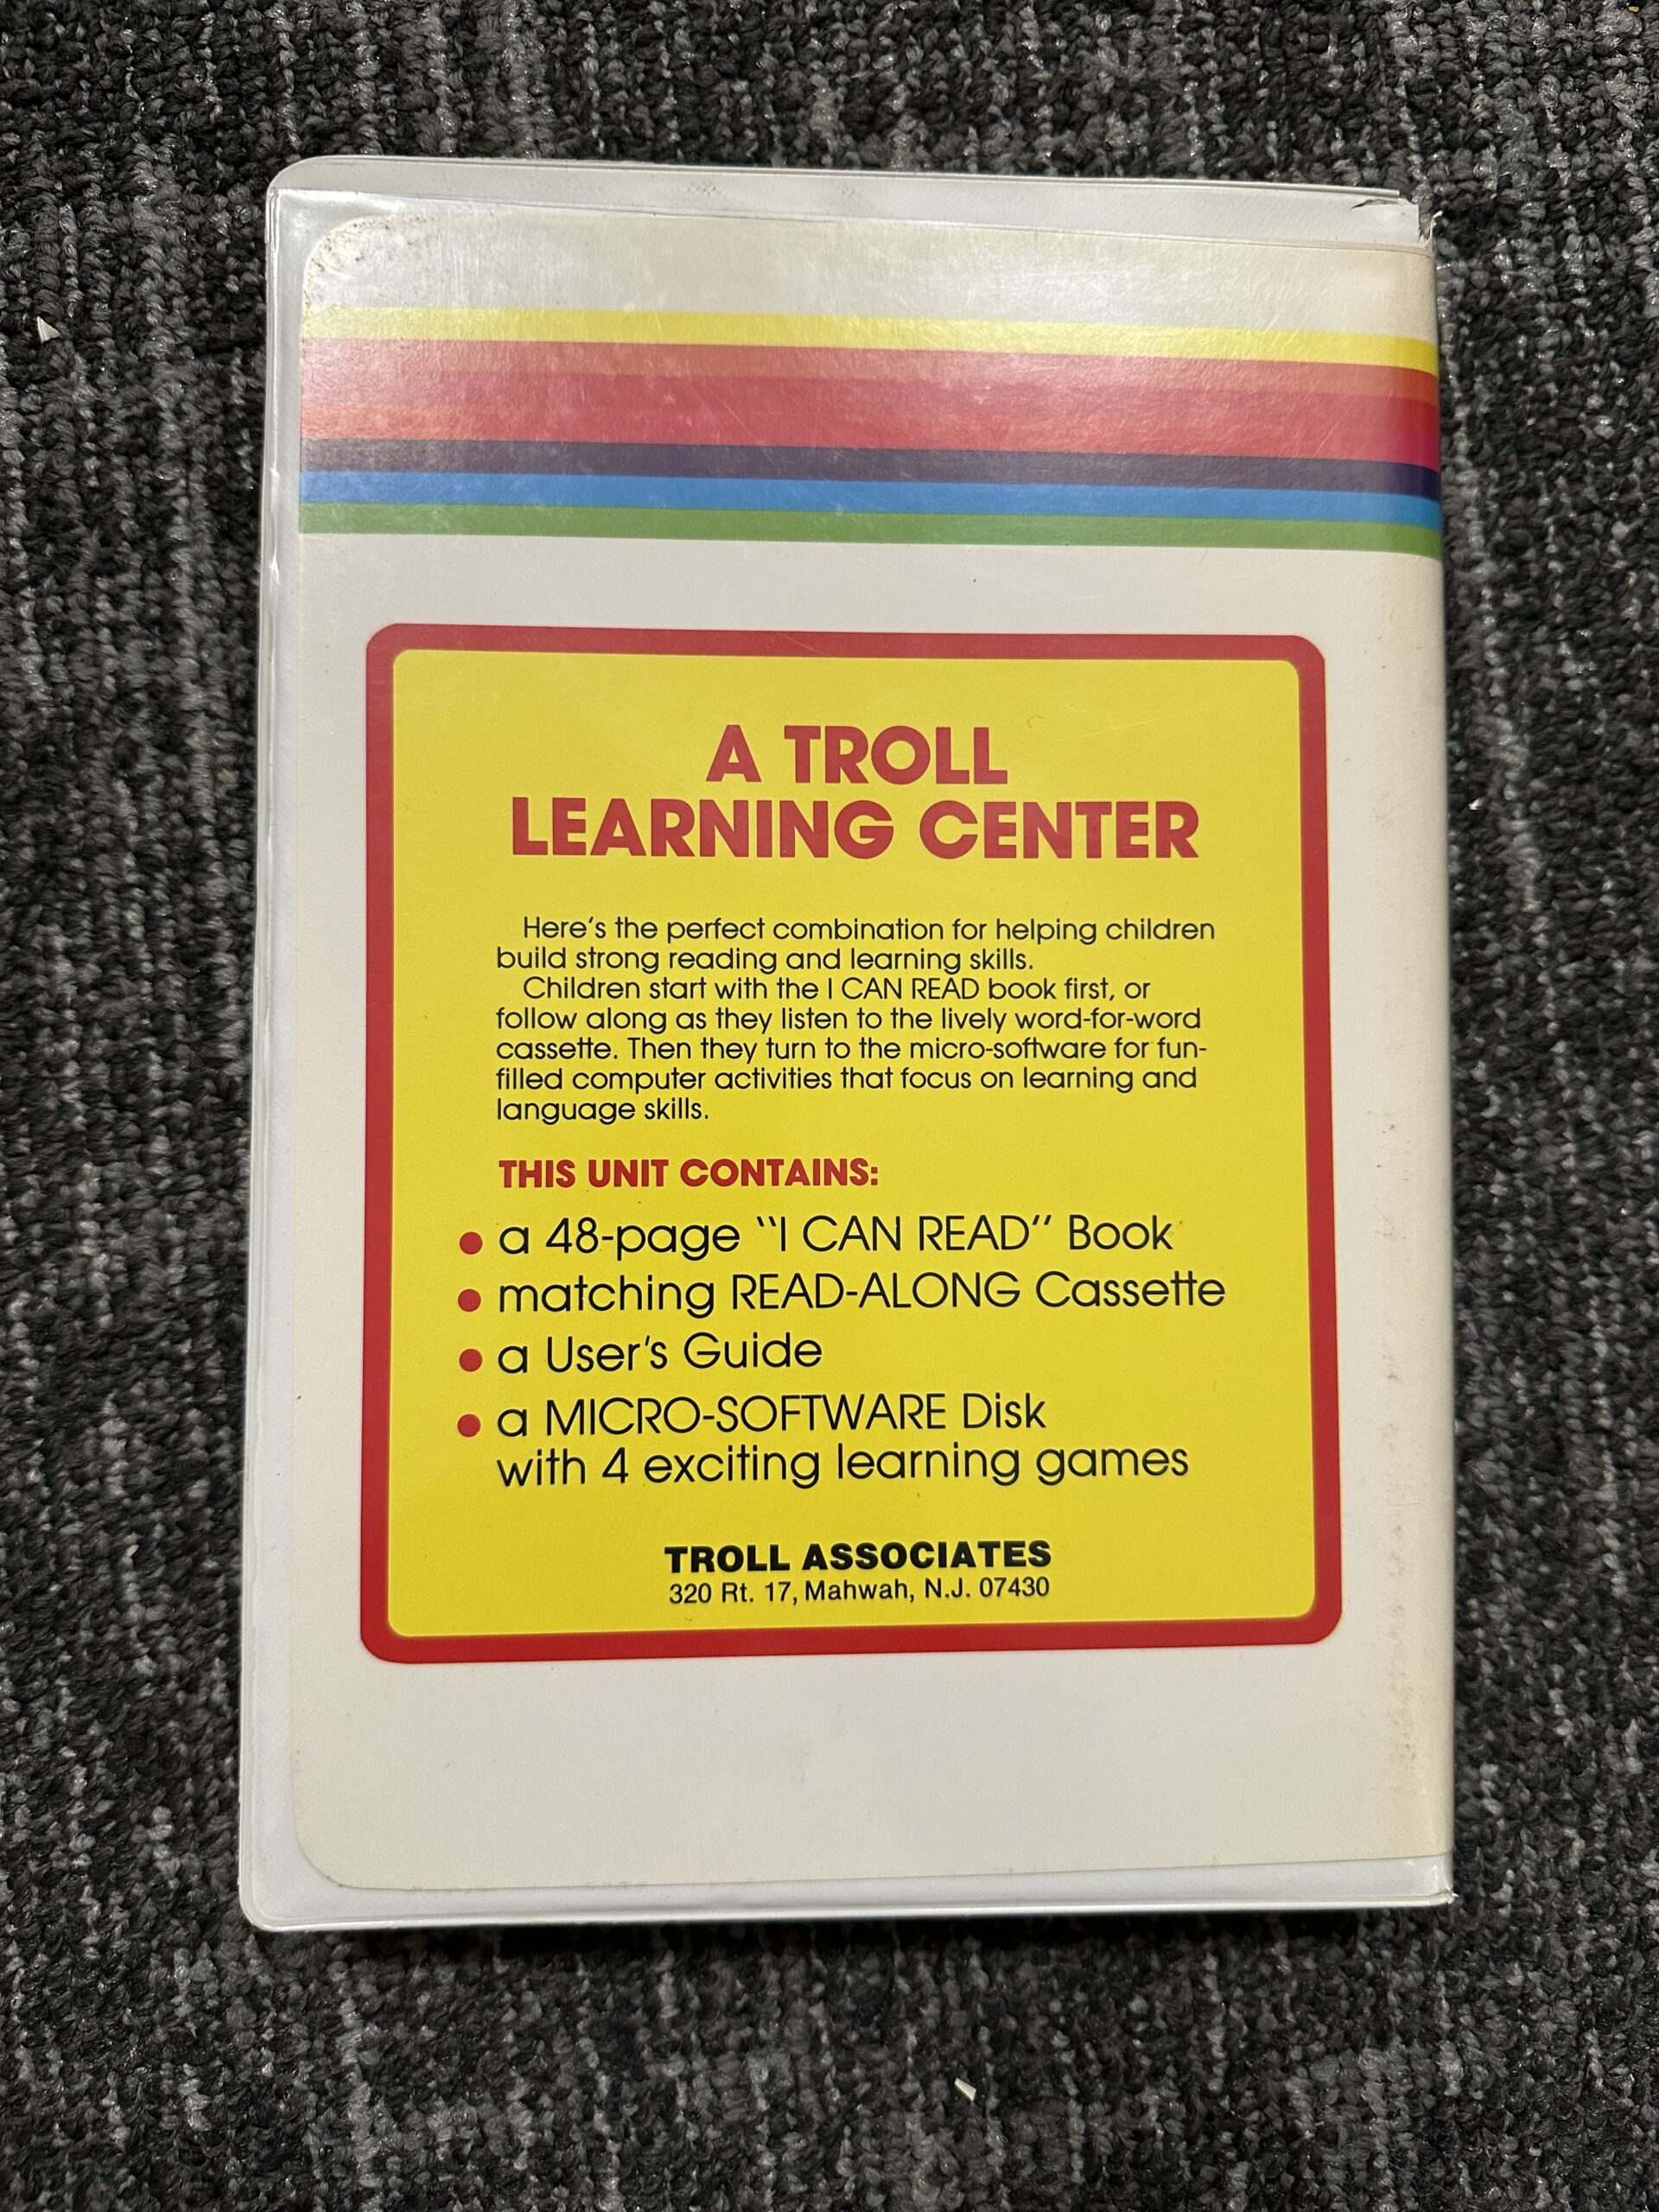 A TROLL
LEARNING CENTER
Here's the perfect combination for helping children
build strong reading and learning skills.
Children start with the I CAN READ book first, or
follow along as they listen to the lively word-for-word
cassette. Then they turn to the micro-software for fun-
filled computer activities that focus on learning and
language skills.
THIS UNIT CONTAINS:
• a 48-page "I CAN READ" Book
• matching READ-ALONG Cassette
• a User's Guide
• a MICRO-SOFTWARE Disk
with 4 exciting learning games
TROLL ASSOCIATES
320 Rt. 17, Mahwah, N.J. 07430